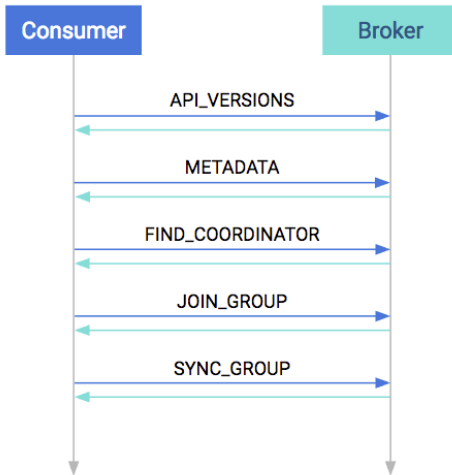 Consumer
Broker
API_VERSIONS
METADATA
FIND_COORDINATOR
JOIN_GROUP
SYNC_GROUP